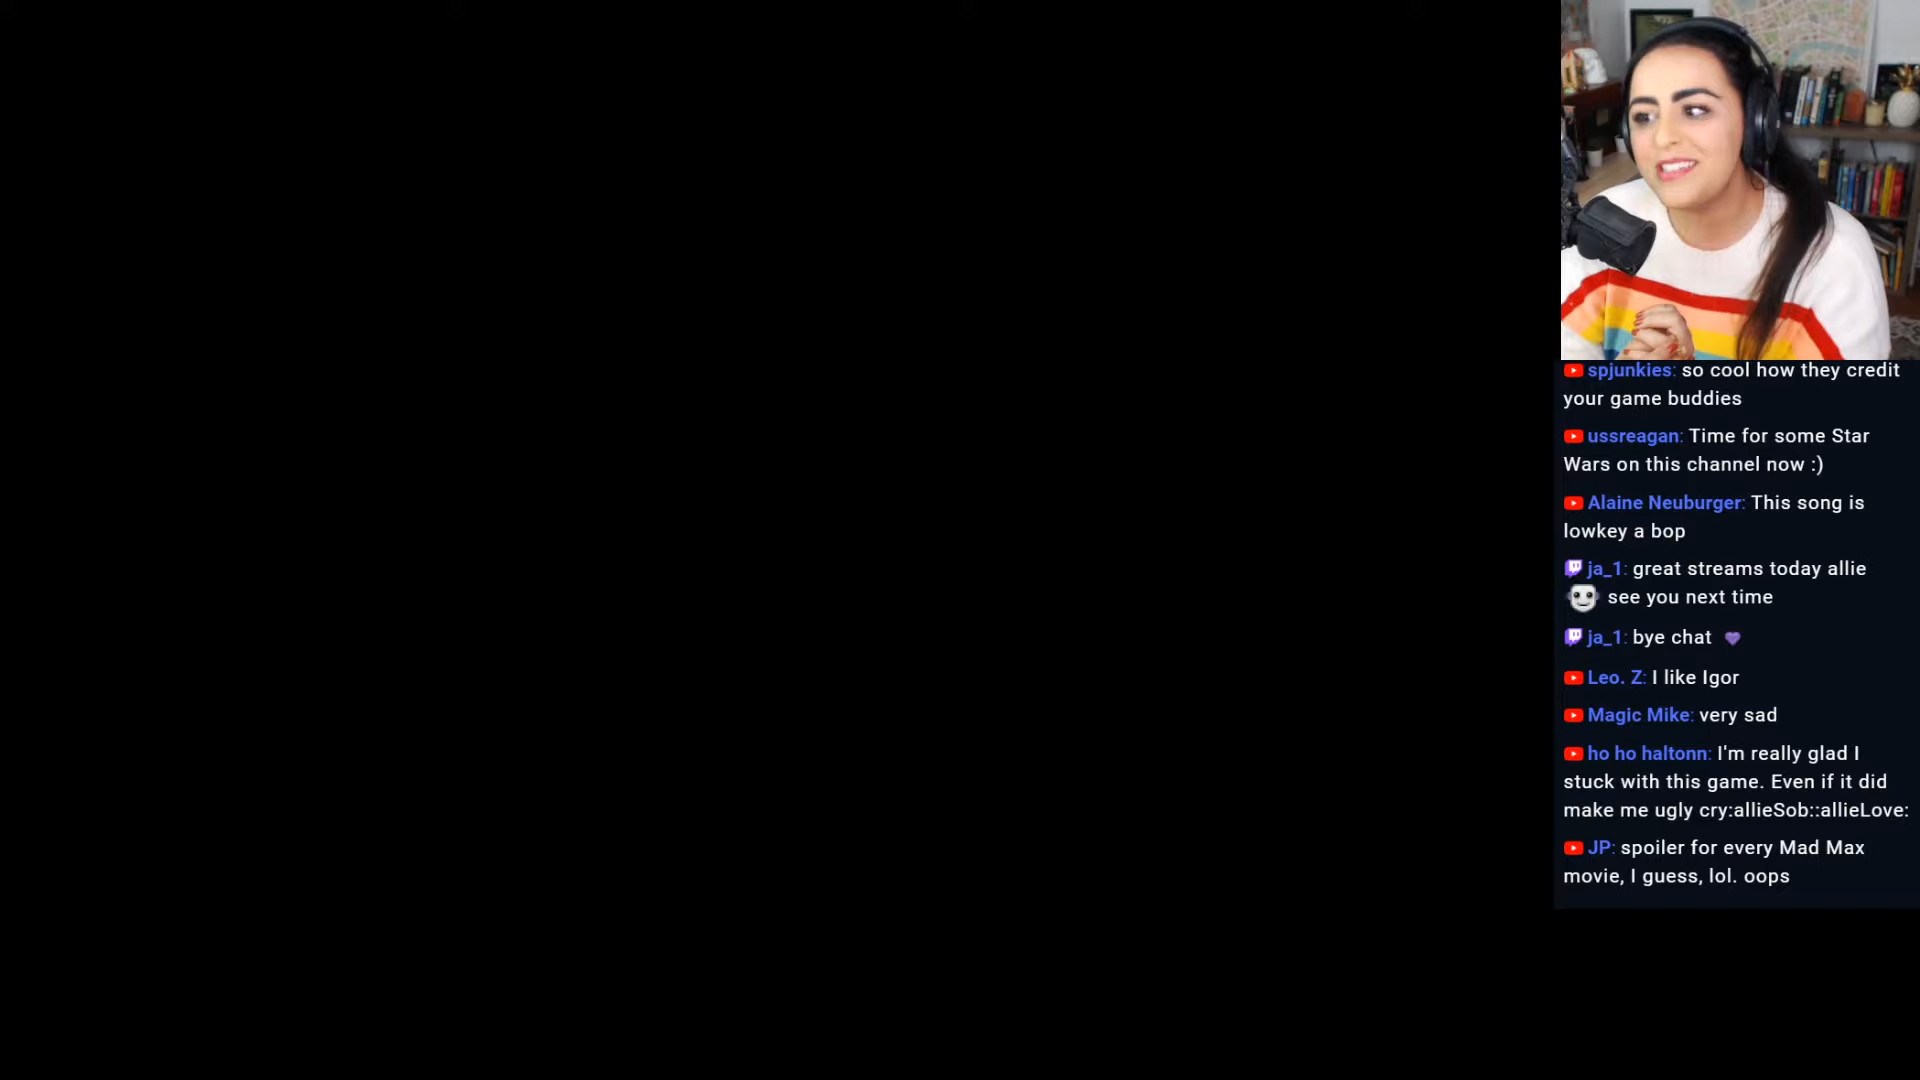 spjunkies: so cool how they credit
your game buddies
ussreagan: Time for some Star
Wars on this channel now :)
Alaine Neuburger: This song is
lowkey a bop
ja_1: great streams today allie
see you next time
ja_1: bye chat
Leo. Z: I like Igor
Magic Mike: very sad
ho ho haltonn: I'm really glad I
stuck with this game. Even if it did
make me ugly cry:allieSob::allieLove:
JP: spoiler for every Mad Max
movie, I guess, lol. oops